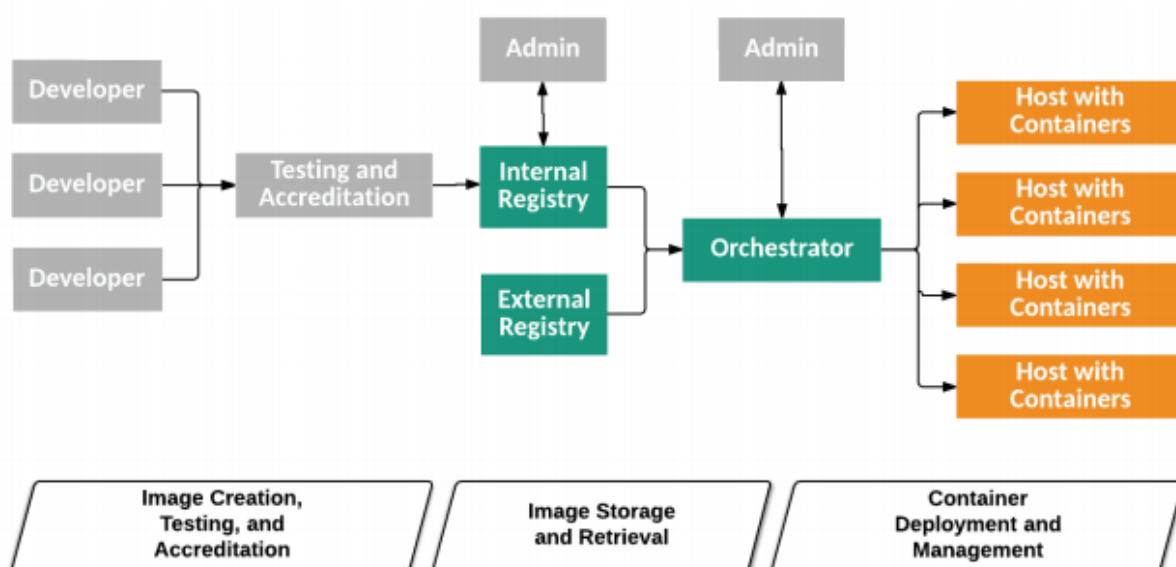 Developer
Developer
Developer
Testing and
Accreditation
Admin
Internal
Registry
External
Registry
Admin
Orchestrator
Host with
Containers
Host with
Containers
Host with
Containers
Host with
Containers
Image Creation,
Testing, and
Accreditation
Image Storage
and Retrieval
Container
Deployment and
Management